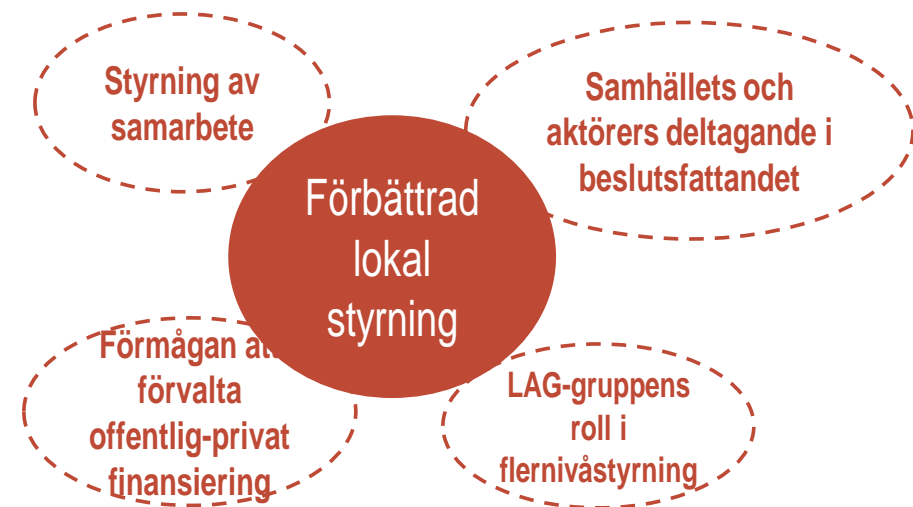 Styrning av
samarbete
Samhällets och
aktörers deltagande i
beslutsfattandet
Förbättrad
lokal
styrning
Förmågan att
förvalta
offentlig-privat
finansiering
LAG-gruppens
roll i
flernivåstyrning